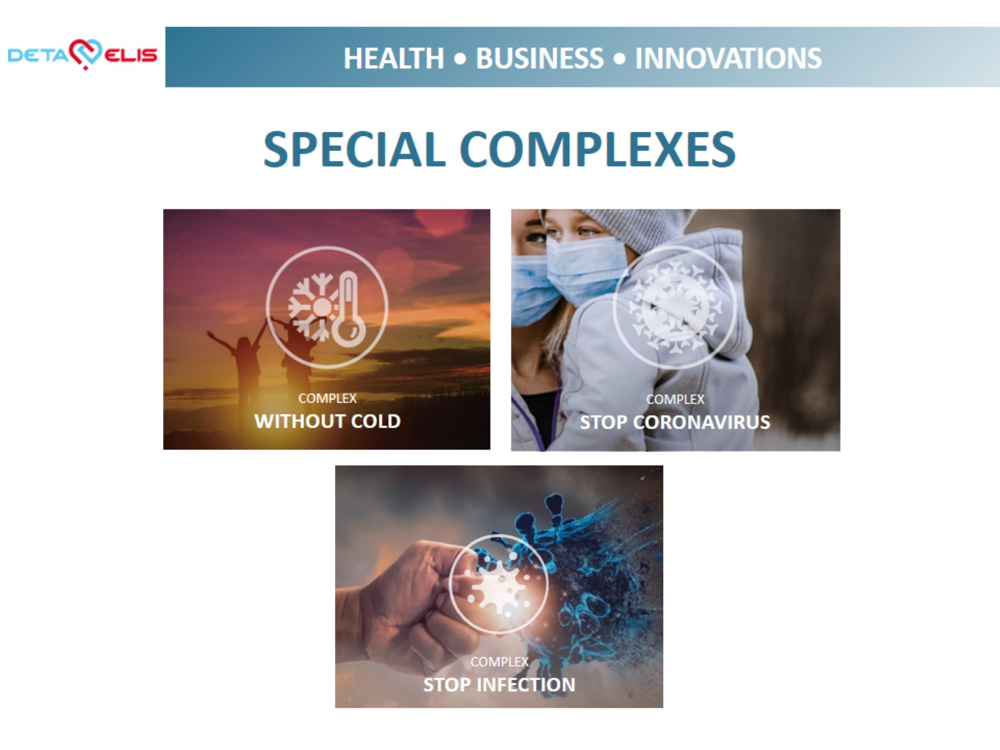 DETA ELIS
HEALTH • BUSINESS • INNOVATIONS
SPECIAL COMPLEXES
COMPLEX
WITHOUT COLD
COMPLEX
STOP CORONAVIRUS
COMPLEX
STOP INFECTION